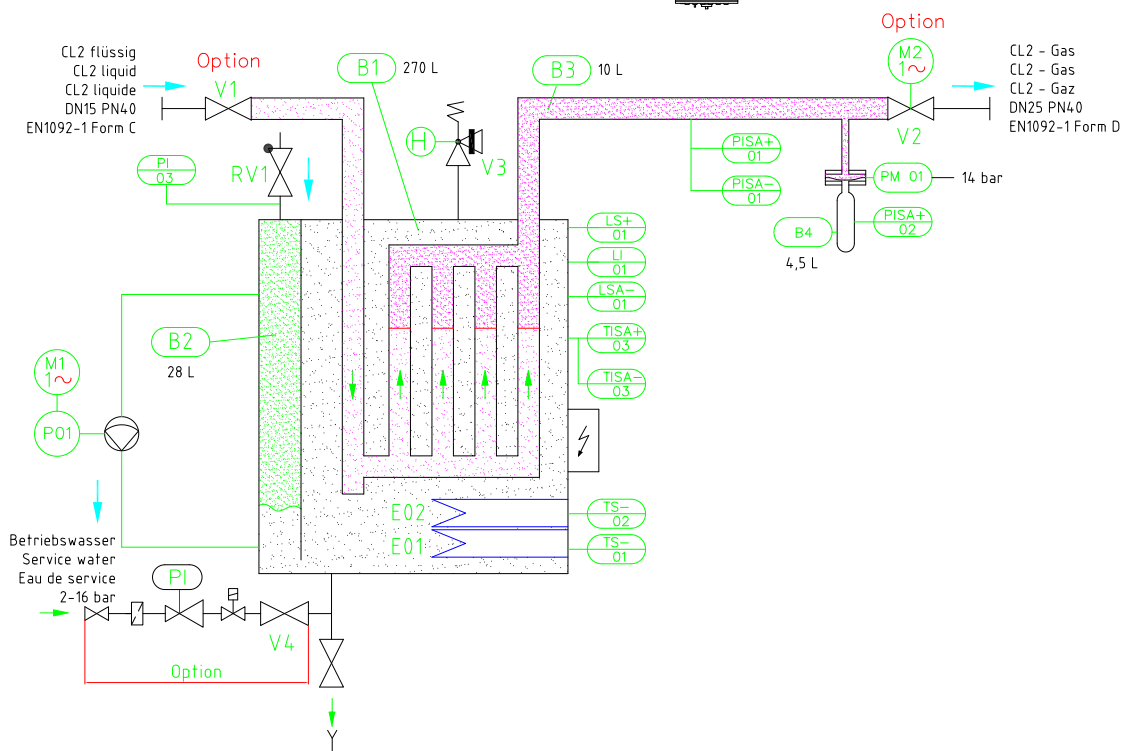 Option
CL2 flüssig
CL2 liquid
CL2 liquide
DN15 PN40
EN1092-1 Form C
Option
V1
B1
270 L
B3
10 L
M2
1~
V2
CL2 - Gas
CL2 - Gas
CL2 - Gaz
DN25 PN40
EN1092-1 Form D
PI
03
RV1
H
V3
PISA+
01
PISA-
01
PM 01
14 bar
B4
PISA+
02
4,5 L
LS+
01
LI
01
LSA-
01
TISA+
03
TISA-
03
B2
28 L
M1
1~
P01
E02
E01
TS-
02
TS-
01
Betriebswasser
Service water
Eau de service
2-16 bar
PI
V4
Option